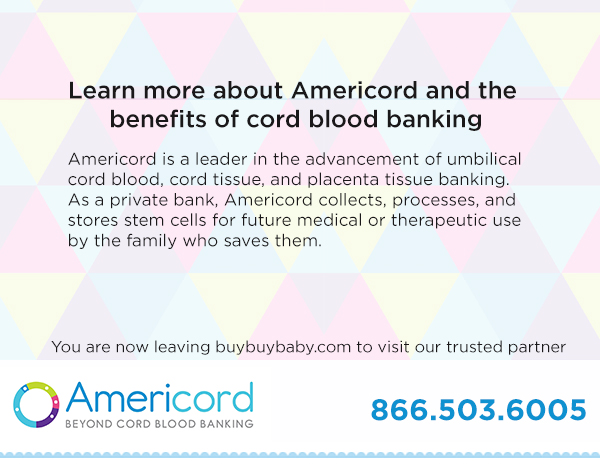 Learn more about Americord and the
benefits of cord blood banking
Americord is a leader in the advancement of umbilical
cord blood, cord tissue, and placenta tissue banking.
As a private bank, Americord collects, processes, and
stores stem cells for future medical or therapeutic use
by the family who saves them.
You are now leaving buybuybaby.com to visit our trusted partner
Americord
BEYOND CORD BLOOD BANKING
866.503.6005